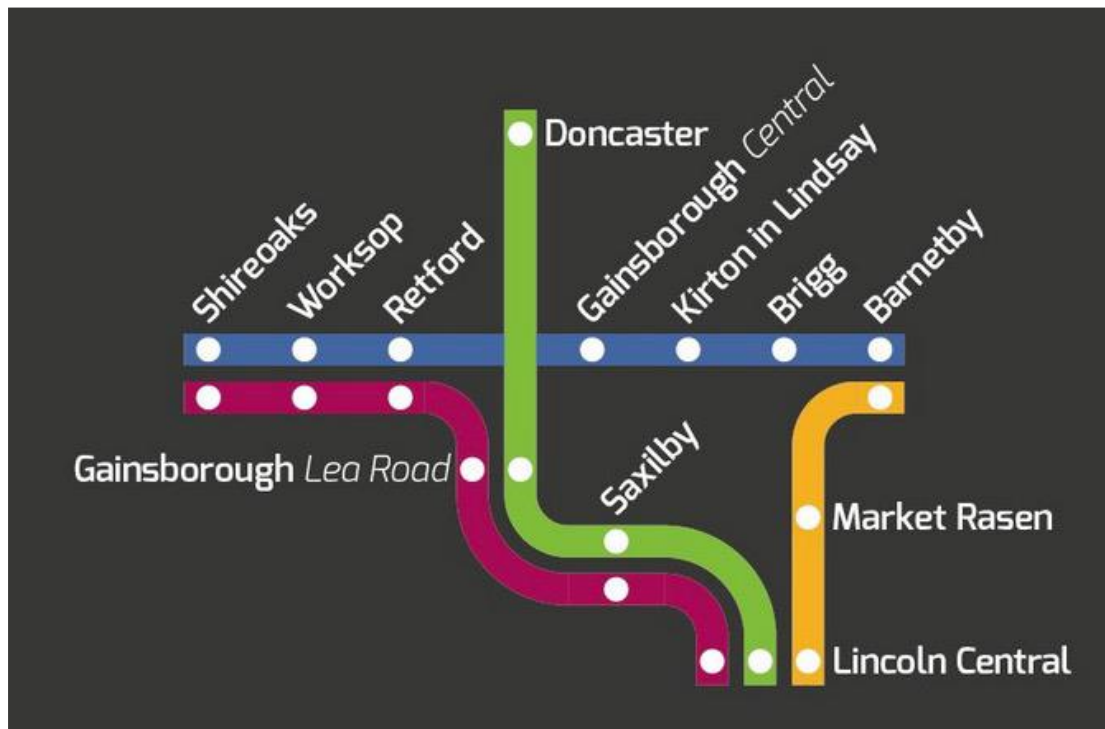 Doncaster
Shireoaks
Worksop
Retford
Gainsborough Central
Kirton in Lindsay
Brigg
Barnetby
Gainsborough Lea Road
Saxilby
Market Rasen
Lincoln Central